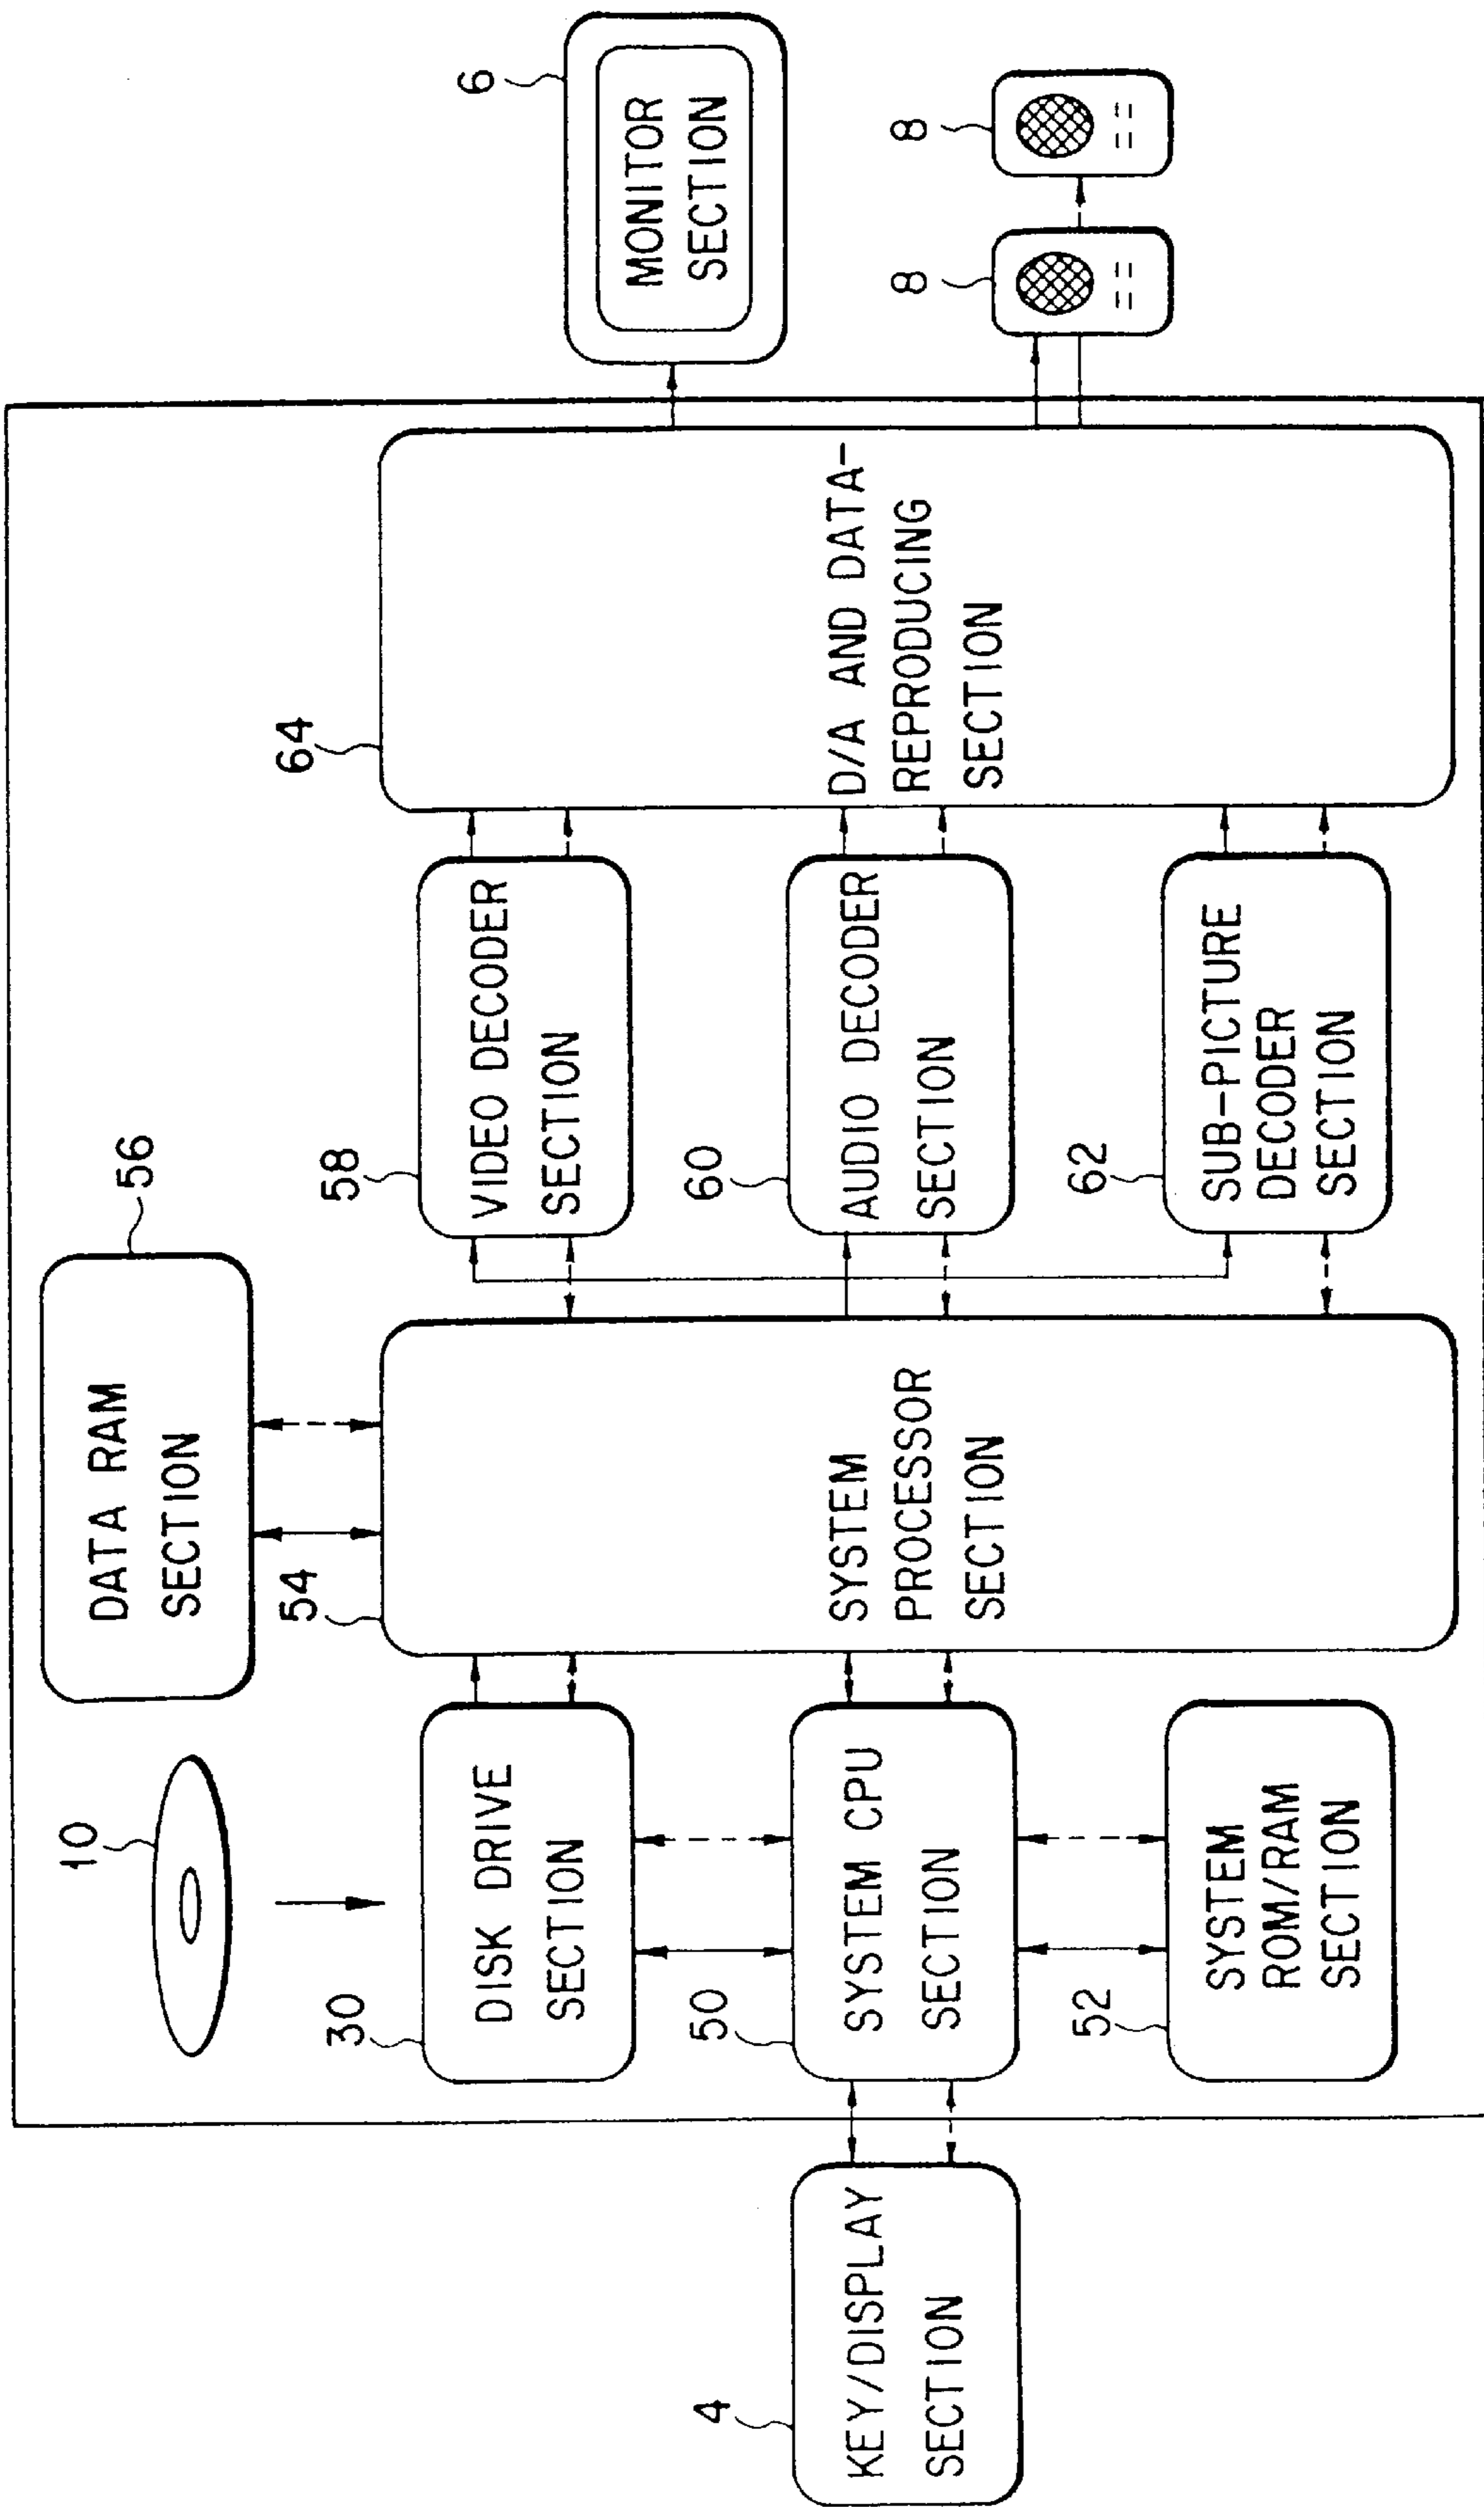 10
56
DATA RAM
SECTION
30
DISK DRIVE
SECTION
54
SYSTEM
PROCESSOR
SECTION
58
VIDEO DECODER
SECTION
64
D/A AND DATA-
REPRODUCING
SECTION
6
MONITOR
SECTION
4
KEY/DISPLAY
SECTION
50
SYSTEM CPU
SECTION
60
AUDIO DECODER
SECTION
8
8
52
SYSTEM
ROM/RAM
SECTION
62
SUB-PICTURE
DECODER
SECTION